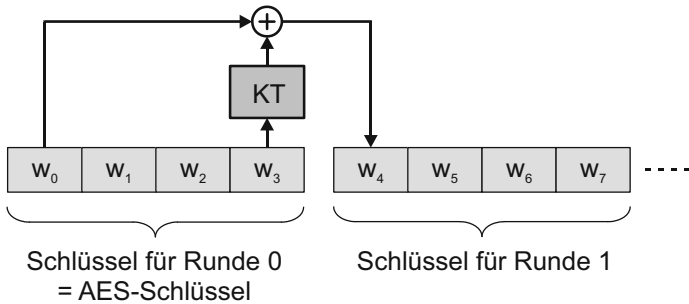 KT
w₀ w₁ w₂ w₃ w₄ w₅ w₆ w₇
Schlüssel für Runde 0 Schlüssel für Runde 1
= AES-Schlüssel